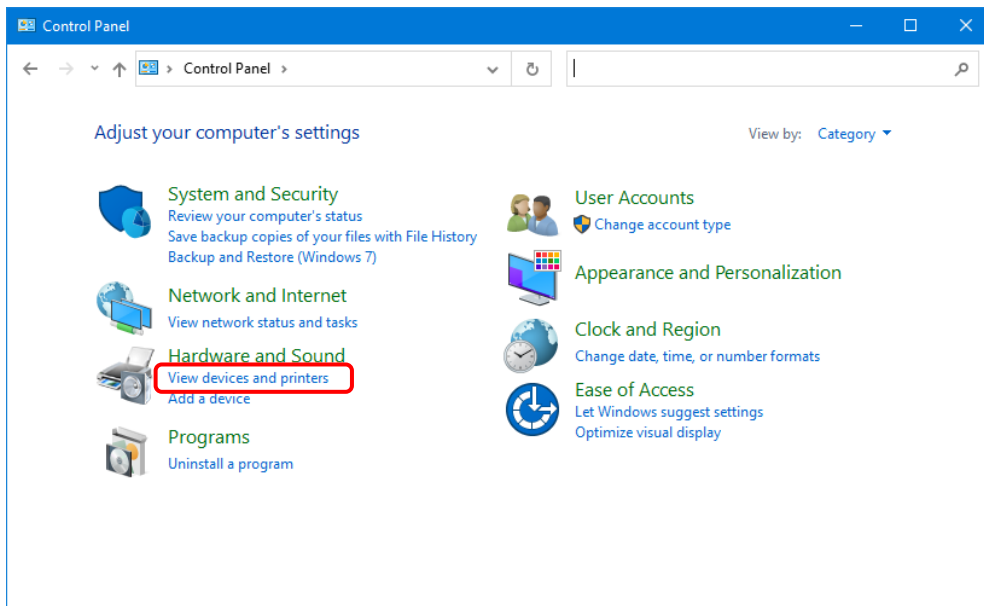 Control Panel
Control Panel
Adjust your computer's settings
View by: Category
System and Security
Review your computer's status
Save backup copies of your files with File History
Backup and Restore (Windows 7)
Network and Internet
View network status and tasks
Hardware and Sound
View devices and printers
Add a device
Programs
Uninstall a program
User Accounts
Change account type
Appearance and Personalization
Clock and Region
Change date, time, or number formats
Ease of Access
Let Windows suggest settings
Optimize visual display